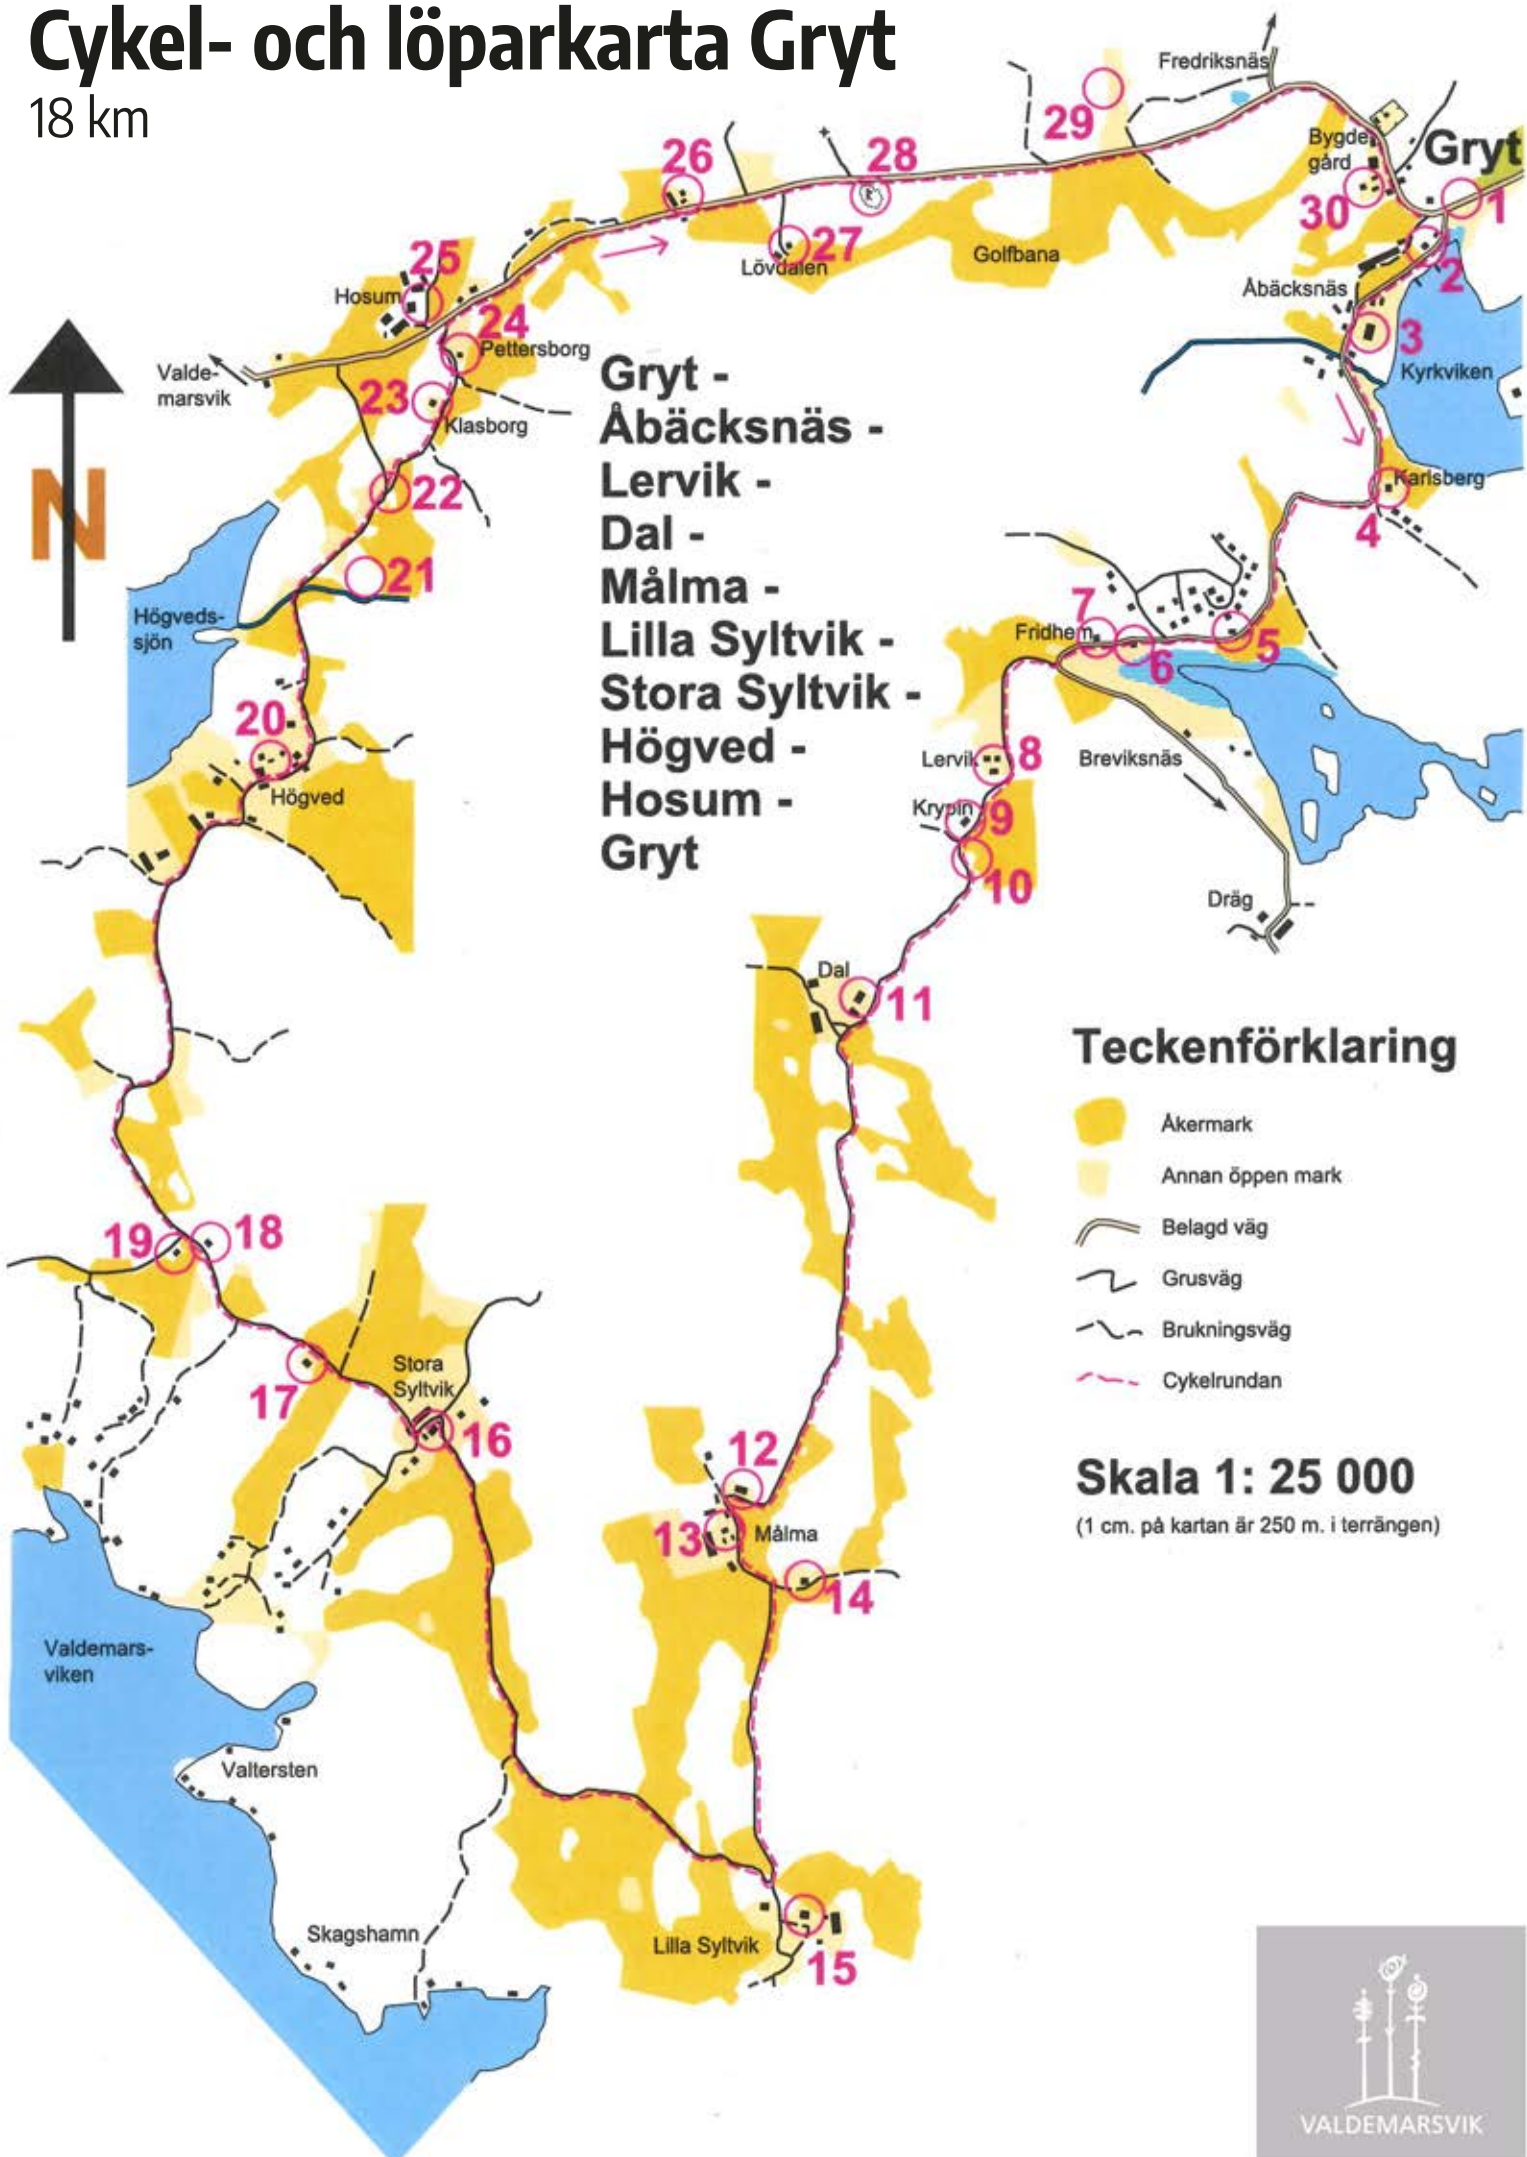 Cykel- och löparkarta Gryt
18 km
Fredriksnäs
29
26
28
Bygde
gård
Gryt
30
1
27
Lövdalen
Golfbana
2
25
Hosum
Åbäcksnäs
24
Pettersborg
3
Valde-
marsvik
23
Klasborg
Kyrkviken
22
Karlsberg
4
N
21
Högveds-
sjön
20
Högved
Gryt -
Åbäcksnäs -
Lervik -
Dal -
Målma -
Lilla Syltvik -
Stora Syltvik -
Högved -
Hosum -
Gryt
7
Fridhem
6
5
Lervik
8
Breviksnäs
Krypin
9
10
Dräg
Dal
11
Teckenförklaring
Åkermark
Annan öppen mark
Belagd väg
Grusväg
Brukningsväg
Cykelrundan
Skala 1: 25 000
(1 cm. på kartan är 250 m. i terrängen)
19
18
Stora
Syltvik
17
16
12
13
Målma
14
Valdemars-
viken
Valtersten
Skagshamn
Lilla Syltvik
15
VALDEMARSVIK